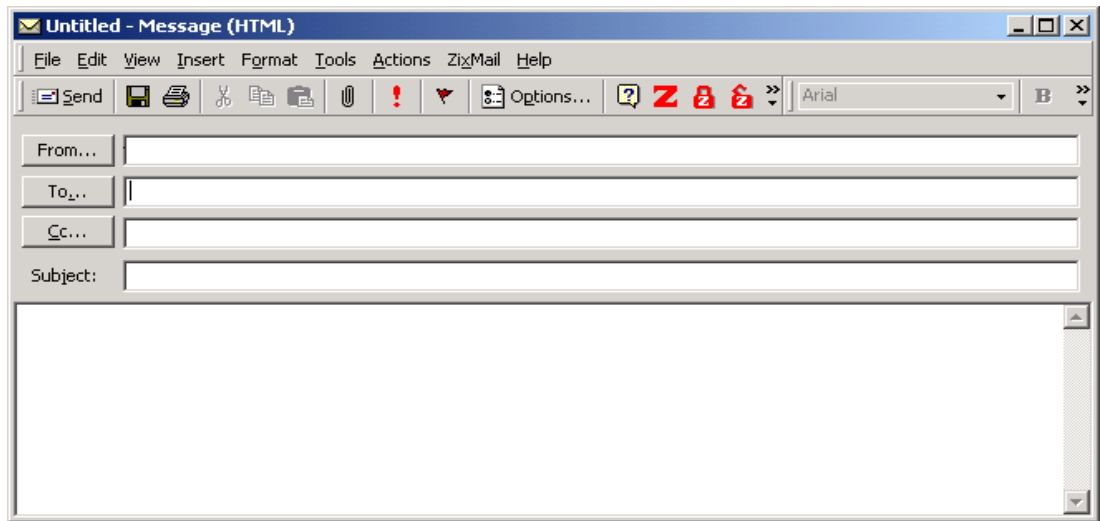 Untitled - Message (HTML)
File Edit View Insert Format Tools Actions ZixMail Help
Send Options... Z Arial B
From...
To...
Cc...
Subject: